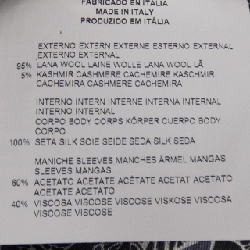 FABRICADO EN ITALIA
MADE IN ITALY
PRODUZIDO EM ITÁLIA
EXTERNO EXTERN EXTERNE ESTERNO EXTERNAL
EXTERNAL EXTERNO
95% LANA WOOL LAINE WOLLE LANA WOOL LÃ
5% KASHMIR CASHMERE CACHEMIRE KASCHMIR
CACHEMIRA CASHMERE CACHEMIRA
INTERNO INTERN INTERNE INTERNA INTERNAL
INTERNAL INTERNO
CORPO BODY CORPS KÖRPER CUERPO BODY
CORPO
100% SETA SILK SOIE SEIDE SEDA SILK SEDA
MANICHE SLEEVES MANCHES ÄRMEL MANGAS
SLEEVES MANGAS
60% ACETATO ACETATE ACÉTATE ACETAT ACETATO
ACETATE ACETATO
40% VISCOSA VISCOSE VISCOSE VISKOSE VISCOSA
VISCOSE VISCOSE